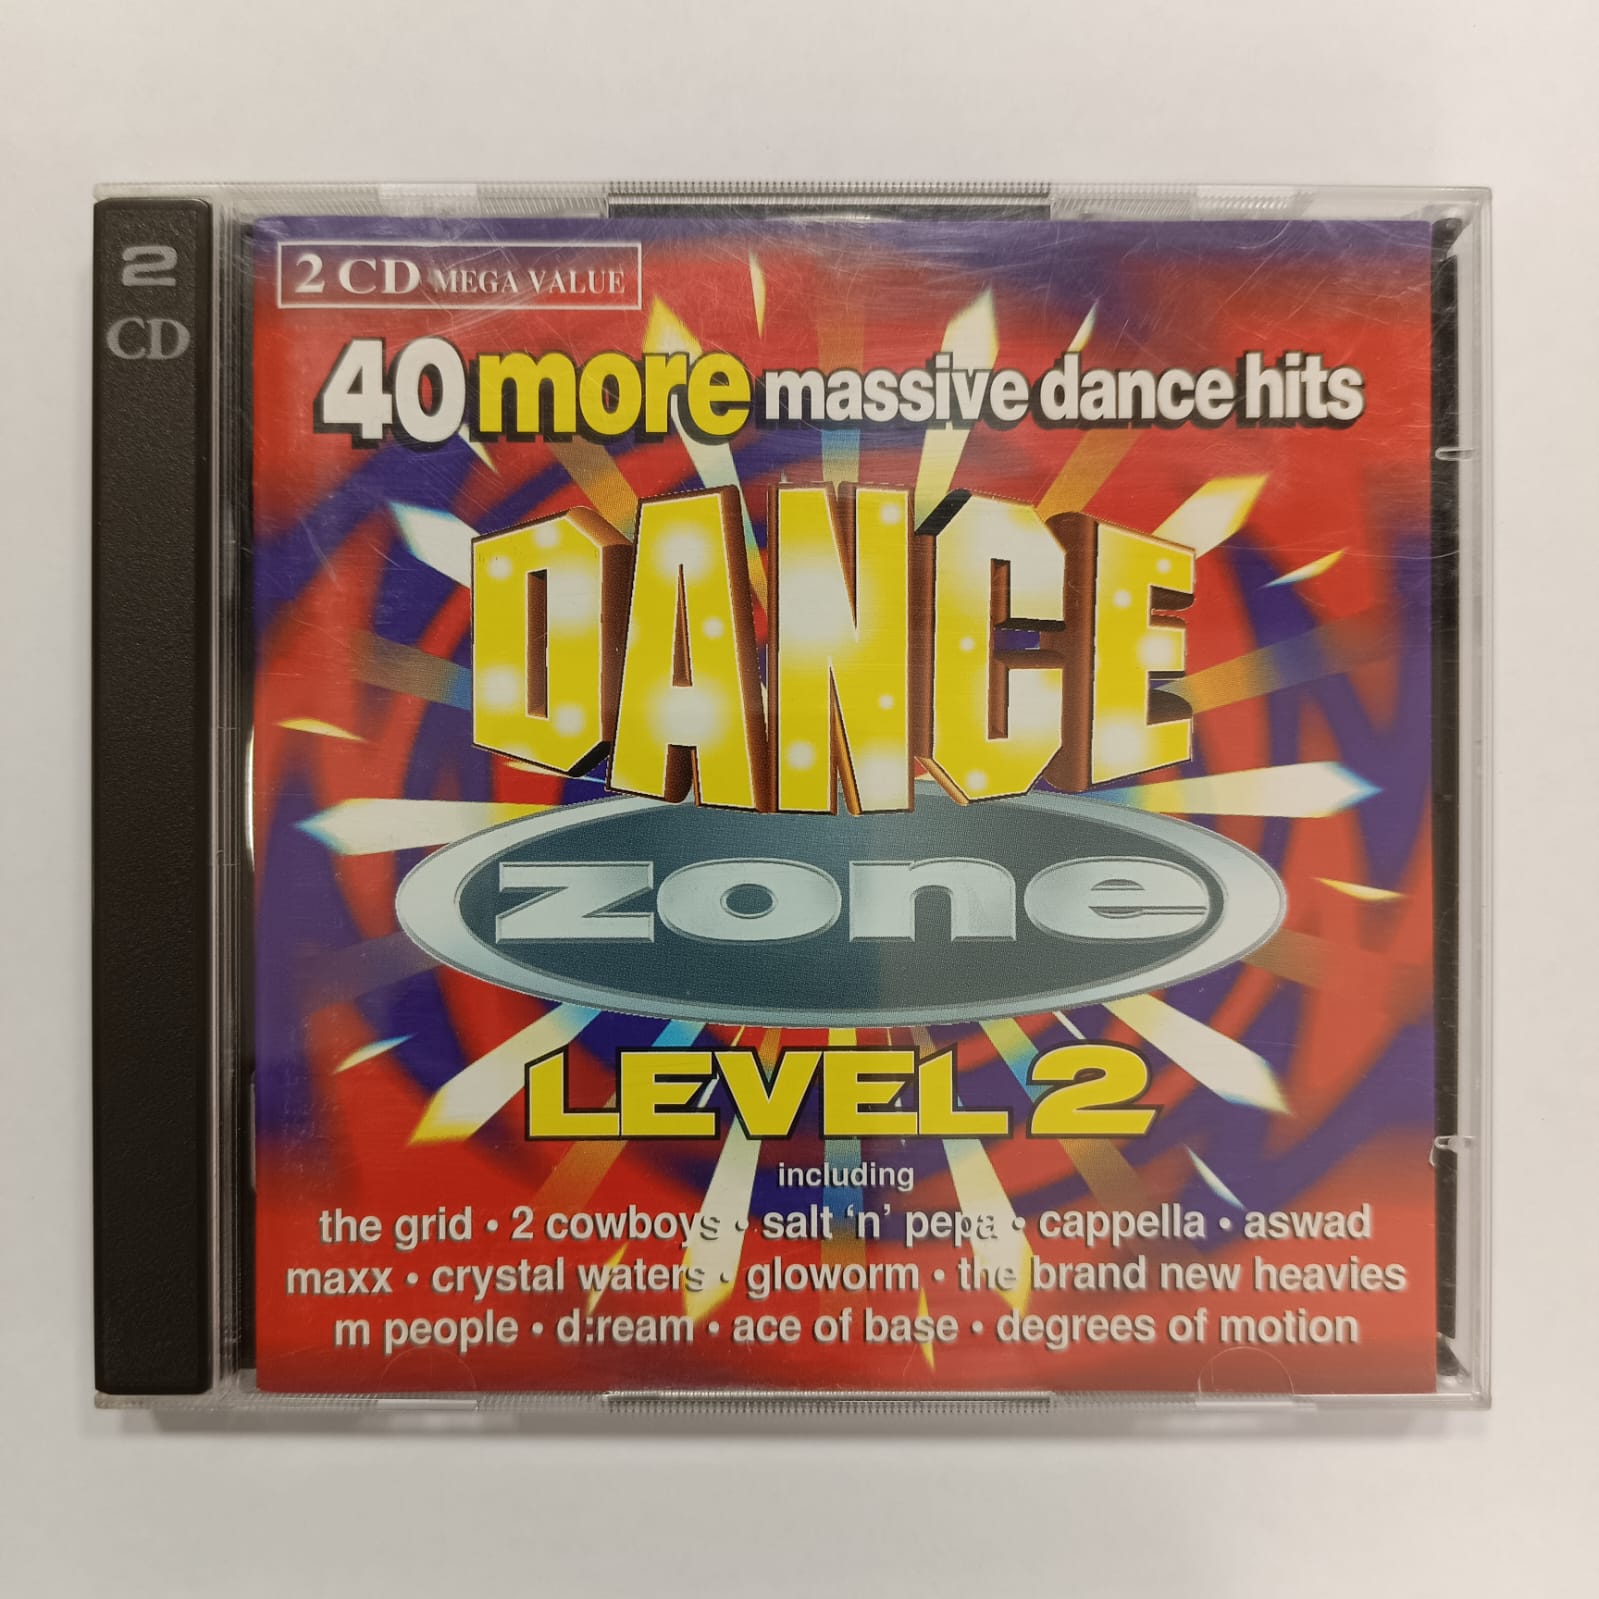 2
CD
2 CD MEGA VALUE
40 more massive dance hits
DANCE
zone
LEVEL 2
including
the grid • 2 cowboys • salt ‘n’ pepa • cappella • aswad
maxx • crystal waters • gloworm • the brand new heavies
m people • d:ream • ace of base • degrees of motion